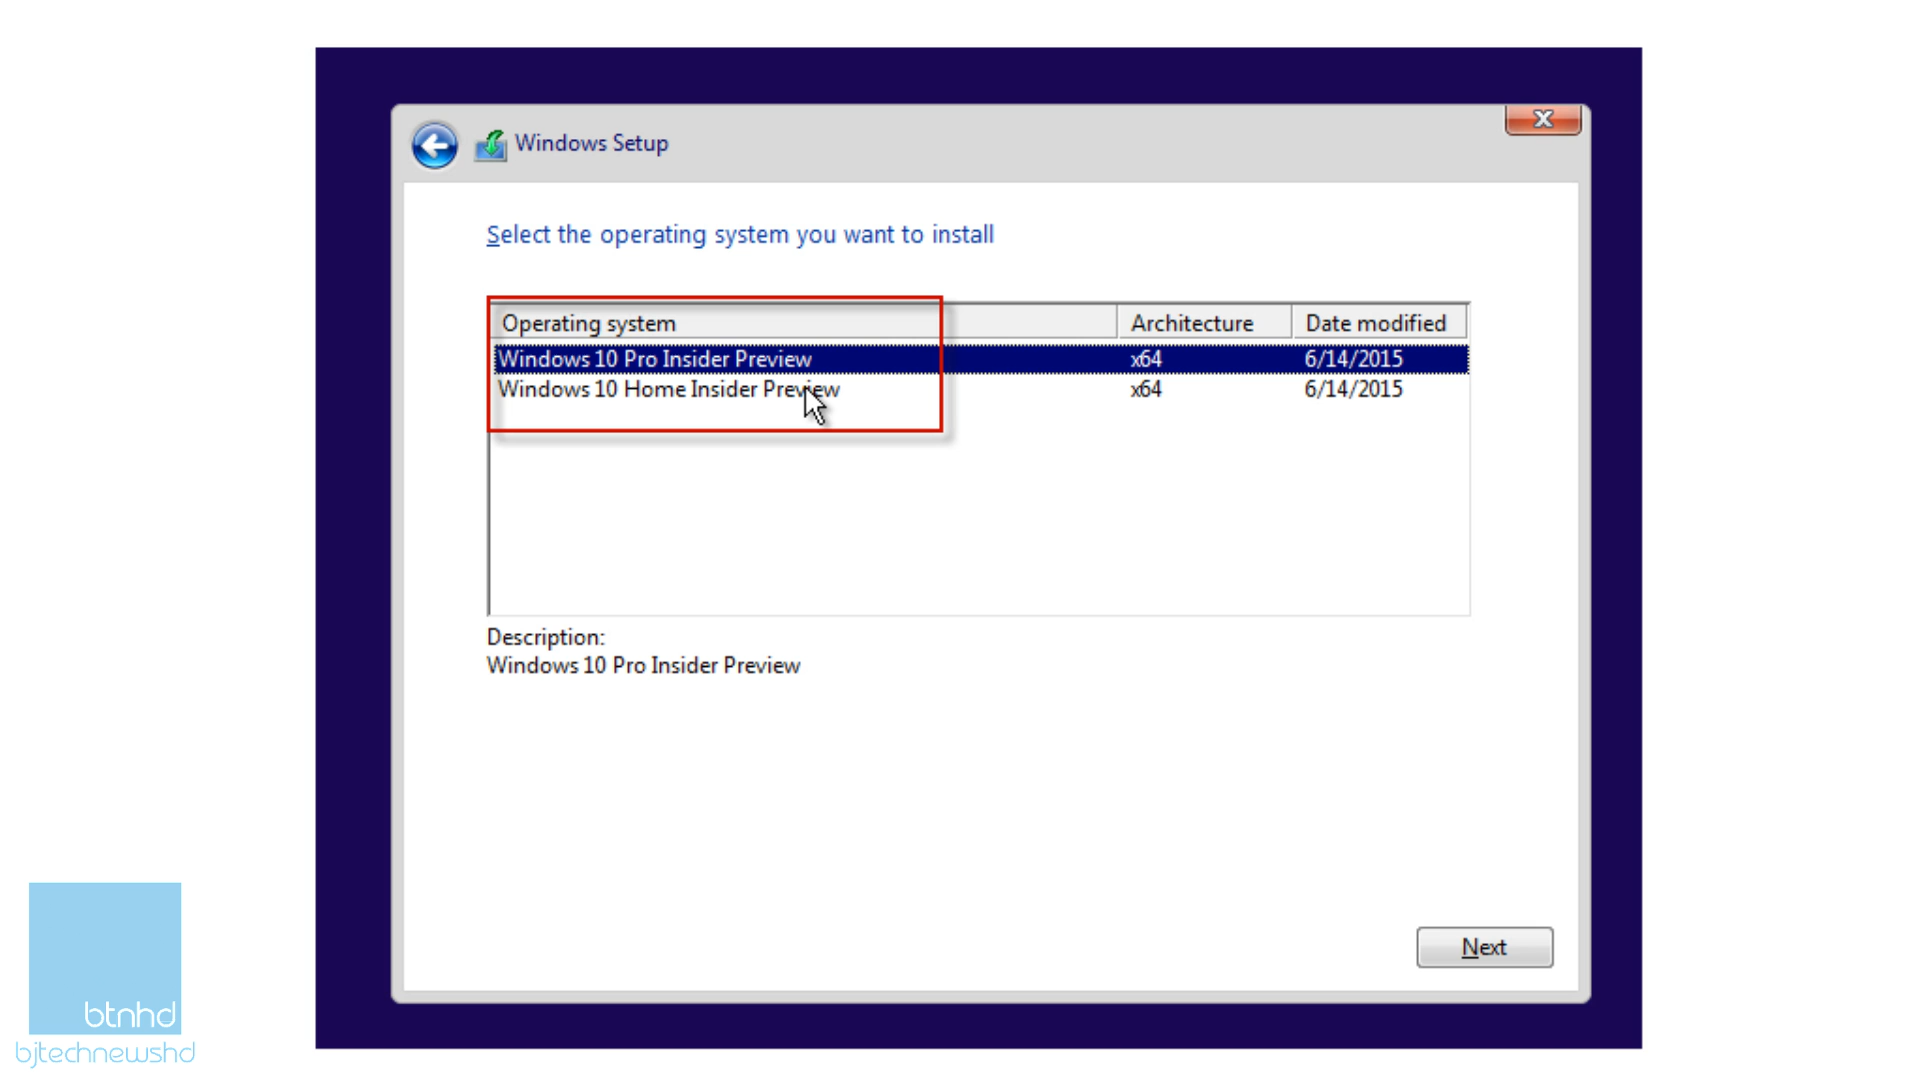 Windows Setup
Select the operating system you want to install
Operating system Architecture Date modified
Windows 10 Pro Insider Preview x64 6/14/2015
Windows 10 Home Insider Preview x64 6/14/2015
Description:
Windows 10 Pro Insider Preview
Next
btnhd
bjtechnewshd